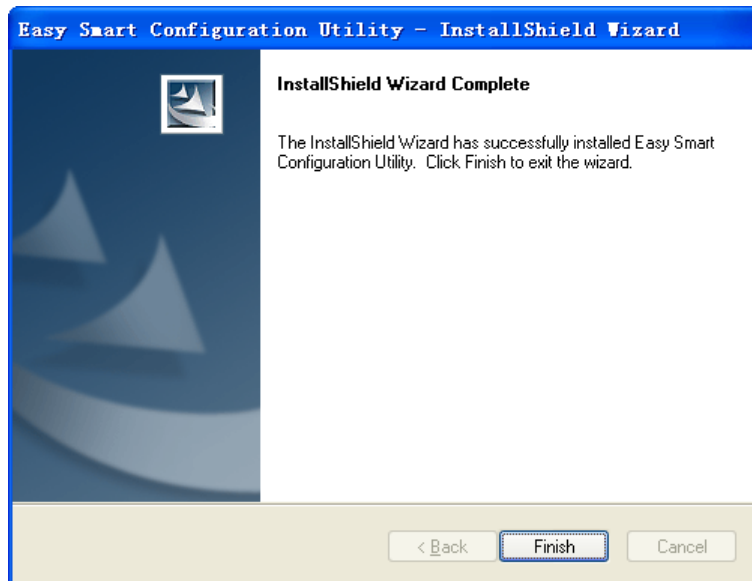 Easy Smart Configuration Utility - InstallShield Wizard
InstallShield Wizard Complete
The InstallShield Wizard has successfully installed Easy Smart
Configuration Utility. Click Finish to exit the wizard.
< Back
Finish
Cancel